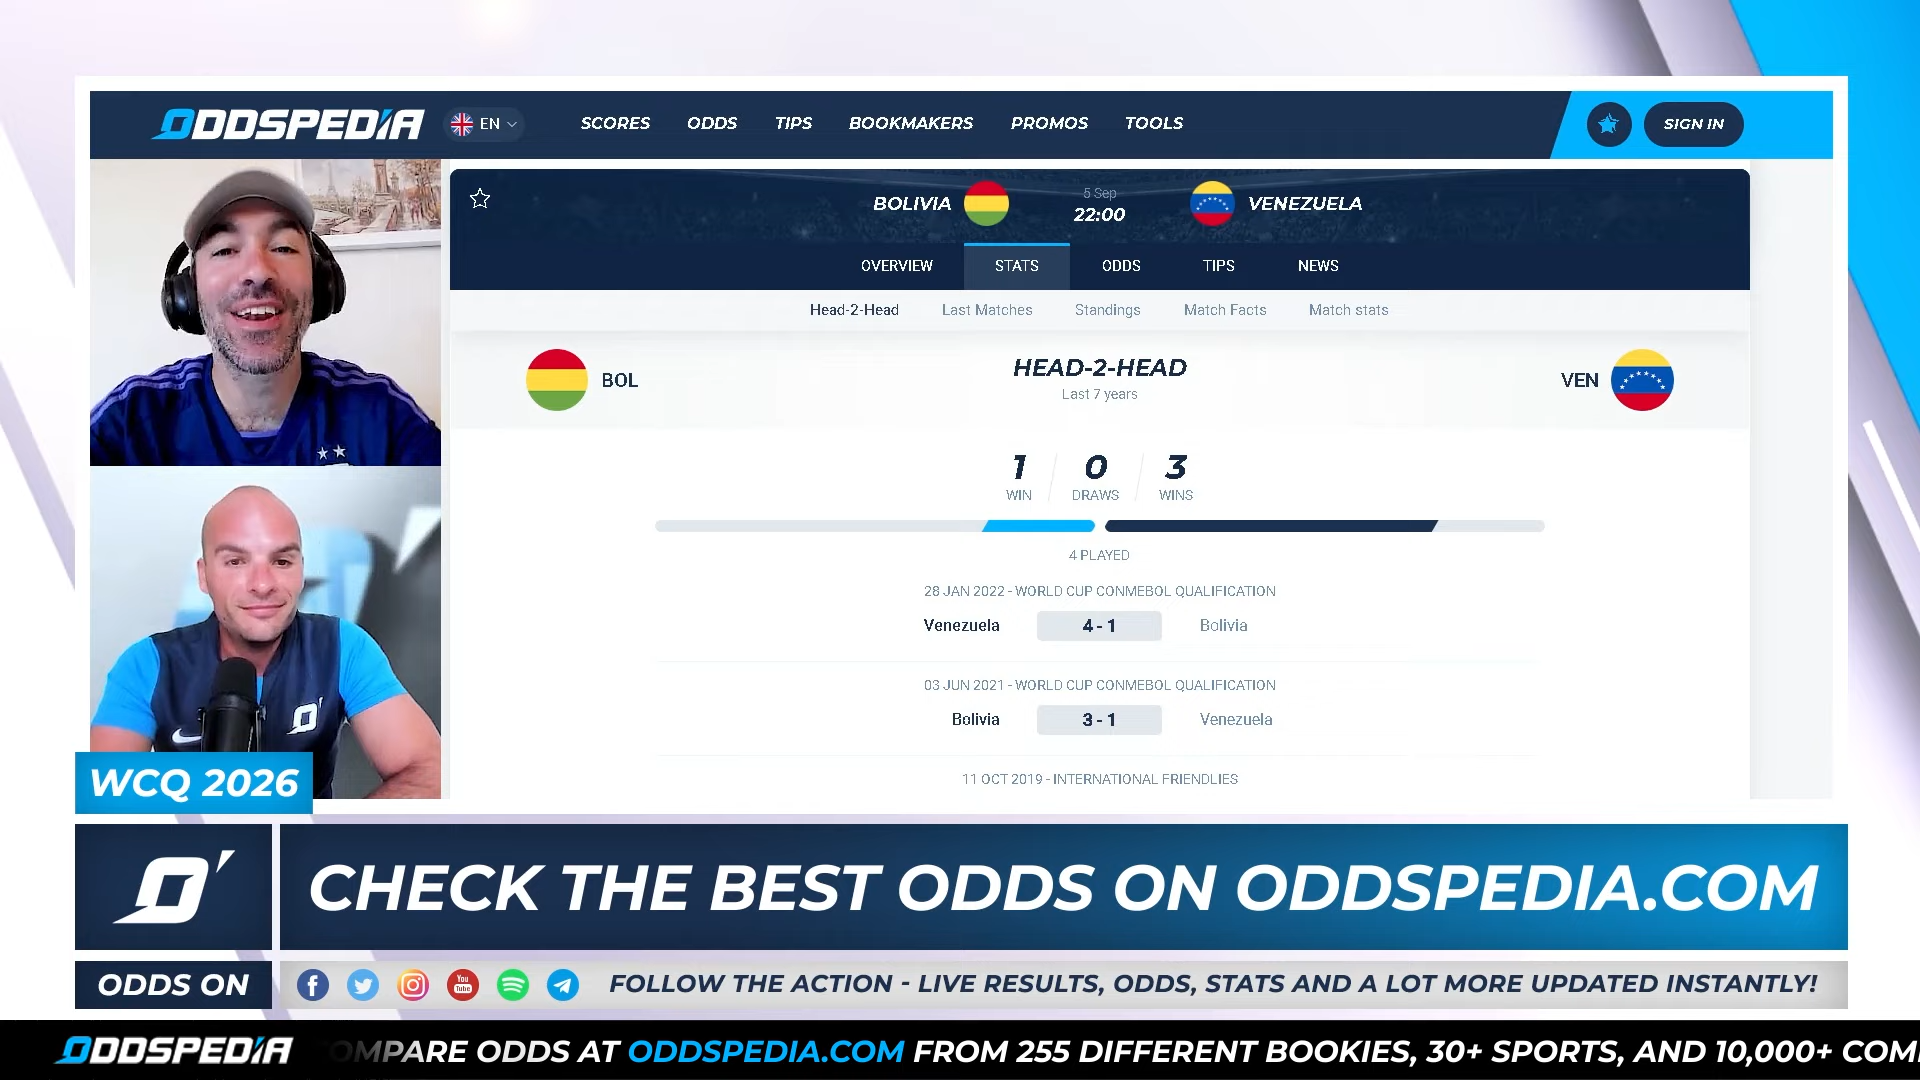 ODDSPEDIA
EN
SCORES
ODDS
TIPS
BOOKMAKERS
PROMOS
TOOLS
SIGN IN
BOLIVIA
5 Sep
22:00
VENEZUELA
OVERVIEW
STATS
ODDS
TIPS
NEWS
Head-2-Head
Last Matches
Standings
Match Facts
Match stats
BOL
HEAD-2-HEAD
Last 7 years
VEN
1
WIN
0
DRAWS
3
WINS
4 PLAYED
28 JAN 2022 - WORLD CUP CONMEBOL QUALIFICATION
Venezuela 4 - 1 Bolivia
03 JUN 2021 - WORLD CUP CONMEBOL QUALIFICATION
Bolivia 3 - 1 Venezuela
11 OCT 2019 - INTERNATIONAL FRIENDLIES
WCQ 2026
CHECK THE BEST ODDS ON ODDSPEDIA.COM
ODDS ON
You Tube
FOLLOW THE ACTION - LIVE RESULTS, ODDS, STATS AND A LOT MORE UPDATED INSTANTLY!
ODDSPEDIA
OMPARE ODDS AT ODDSPEDIA.COM FROM 255 DIFFERENT BOOKIES, 30+ SPORTS, AND 10,000+ COM